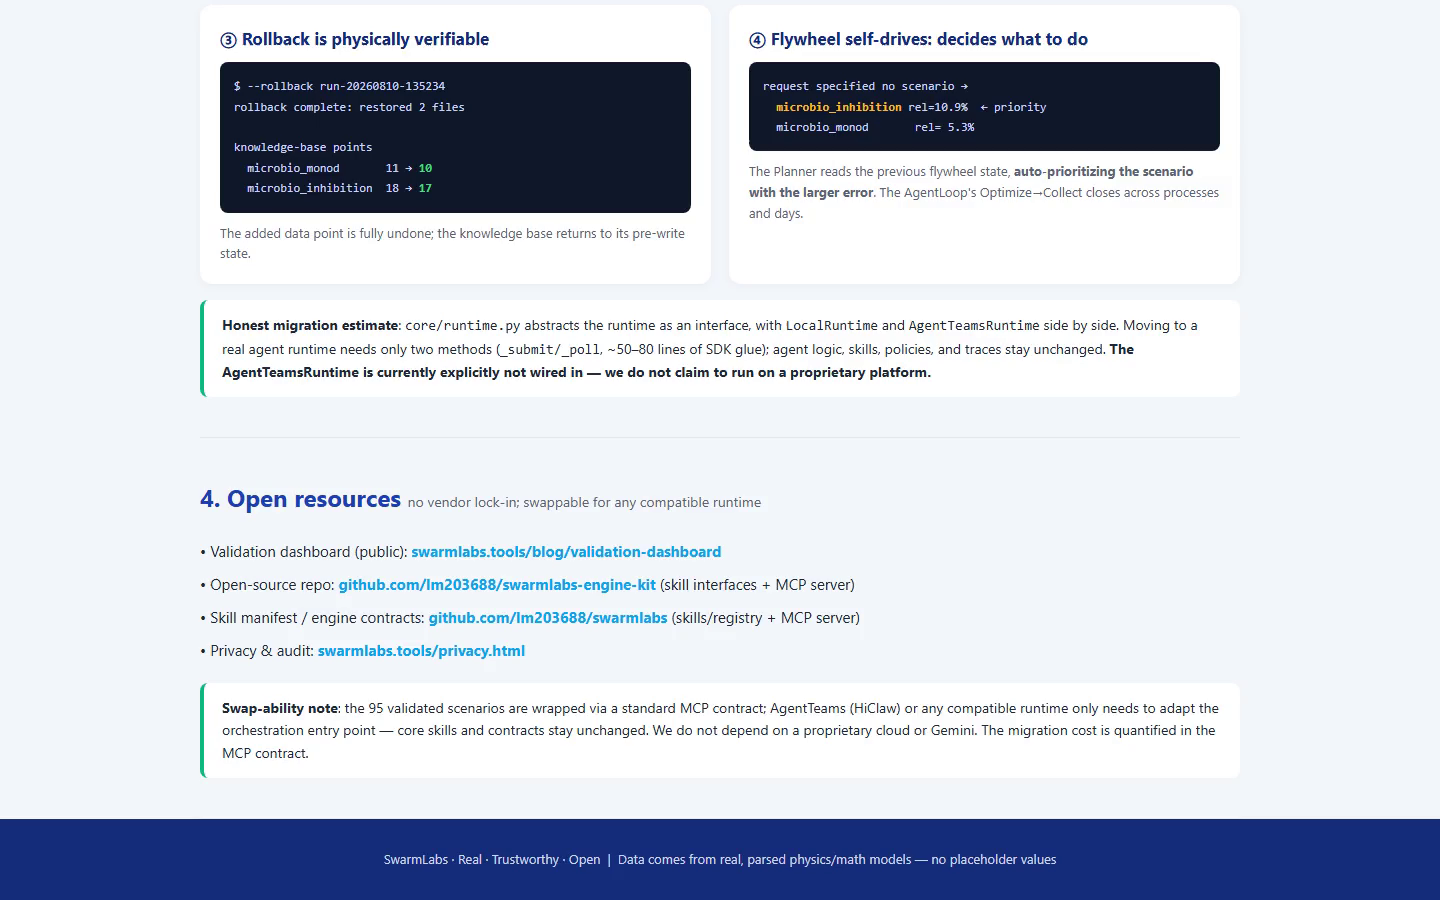 ③ Rollback is physically verifiable
$ --rollback run-20260810-135234
rollback complete: restored 2 files
knowledge-base points
microbio_monod 11 → 10
microbio_inhibition 18 → 17
The added data point is fully undone; the knowledge base returns to its pre-write
state.
④ Flywheel self-drives: decides what to do
request specified no scenario →
microbio_inhibition rel=10.9% ← priority
microbio_monod rel= 5.3%
The Planner reads the previous flywheel state, auto-prioritizing the scenario
with the larger error. The AgentLoop's Optimize→Collect closes across processes
and days.
Honest migration estimate: core/runtime.py abstracts the runtime as an interface, with LocalRuntime and AgentTeamsRuntime side by side. Moving to a
real agent runtime needs only two methods (_submit/_poll, ~50–80 lines of SDK glue); agent logic, skills, policies, and traces stay unchanged. The
AgentTeamsRuntime is currently explicitly not wired in — we do not claim to run on a proprietary platform.
4. Open resources no vendor lock-in; swappable for any compatible runtime
• Validation dashboard (public): swarmlabs.tools/blog/validation-dashboard
• Open-source repo: github.com/lm203688/swarmlabs-engine-kit (skill interfaces + MCP server)
• Skill manifest / engine contracts: github.com/lm203688/swarmlabs (skills/registry + MCP server)
• Privacy & audit: swarmlabs.tools/privacy.html
Swap-ability note: the 95 validated scenarios are wrapped via a standard MCP contract; AgentTeams (HiClaw) or any compatible runtime only needs to adapt the
orchestration entry point — core skills and contracts stay unchanged. We do not depend on a proprietary cloud or Gemini. The migration cost is quantified in the
MCP contract.
SwarmLabs · Real · Trustworthy · Open | Data comes from real, parsed physics/math models — no placeholder values